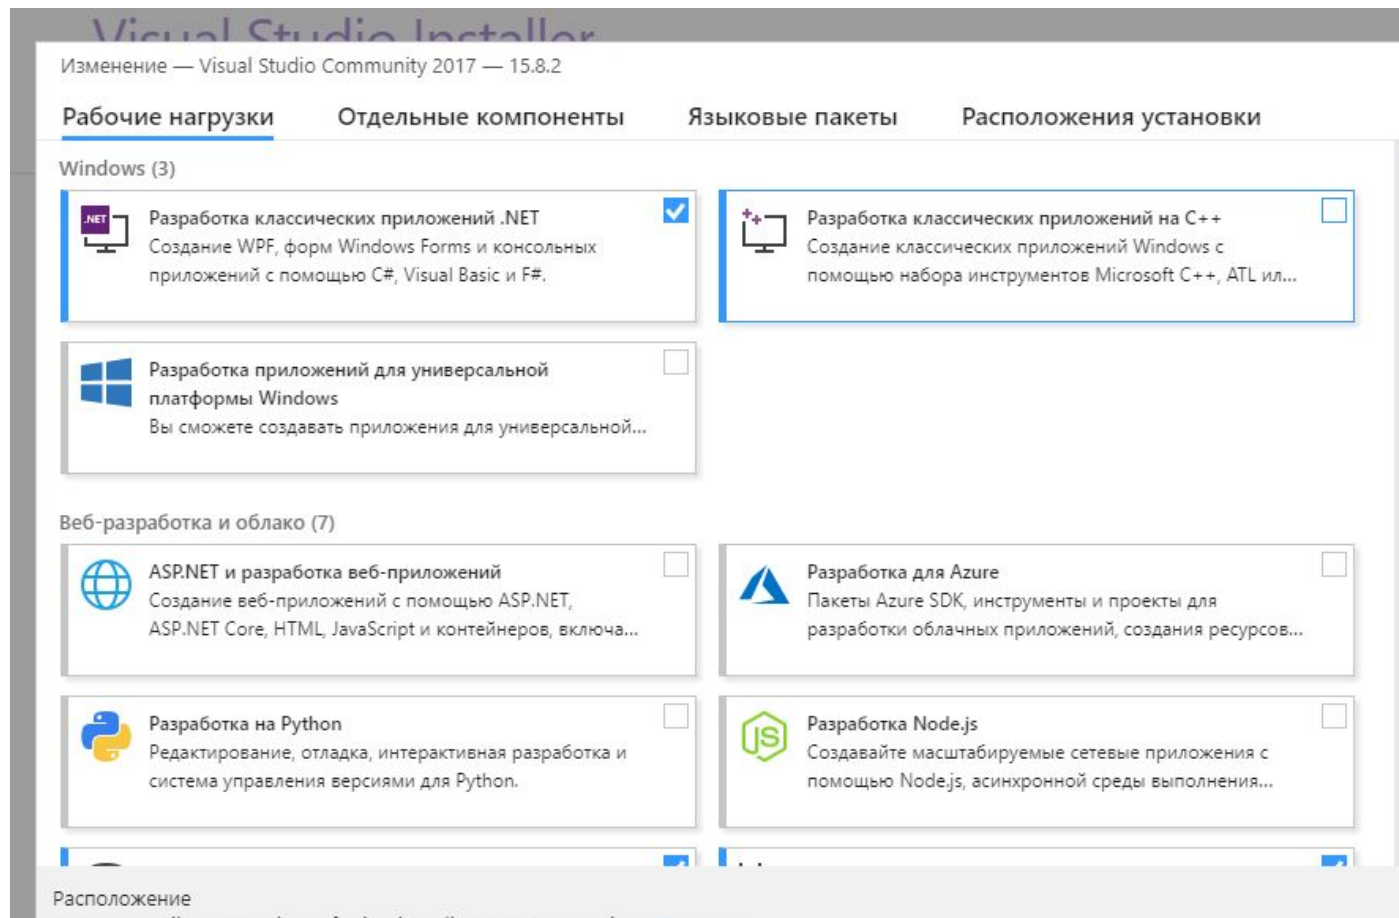 Visual Studio Installer
Изменение — Visual Studio Community 2017 — 15.8.2
Рабочие нагрузки Отдельные компоненты Языковые пакеты Расположения установки
Windows (3)
.NET
Разработка классических приложений .NET
Создание WPF, форм Windows Forms и консольных
приложений с помощью C#, Visual Basic и F#.
Разработка классических приложений на C++
Создание классических приложений Windows с
помощью набора инструментов Microsoft C++, ATL ил...
Разработка приложений для универсальной
платформы Windows
Вы сможете создавать приложения для универсальной...
Веб-разработка и облако (7)
ASP.NET и разработка веб-приложений
Создание веб-приложений с помощью ASP.NET,
ASP.NET Core, HTML, JavaScript и контейнеров, включа...
Разработка для Azure
Пакеты Azure SDK, инструменты и проекты для
разработки облачных приложений, создания ресурсов...
Разработка на Python
Редактирование, отладка, интерактивная разработка и
система управления версиями для Python.
JS
Разработка Node.js
Создавайте масштабируемые сетевые приложения с
помощью Node.js, асинхронной среды выполнения...
Расположение